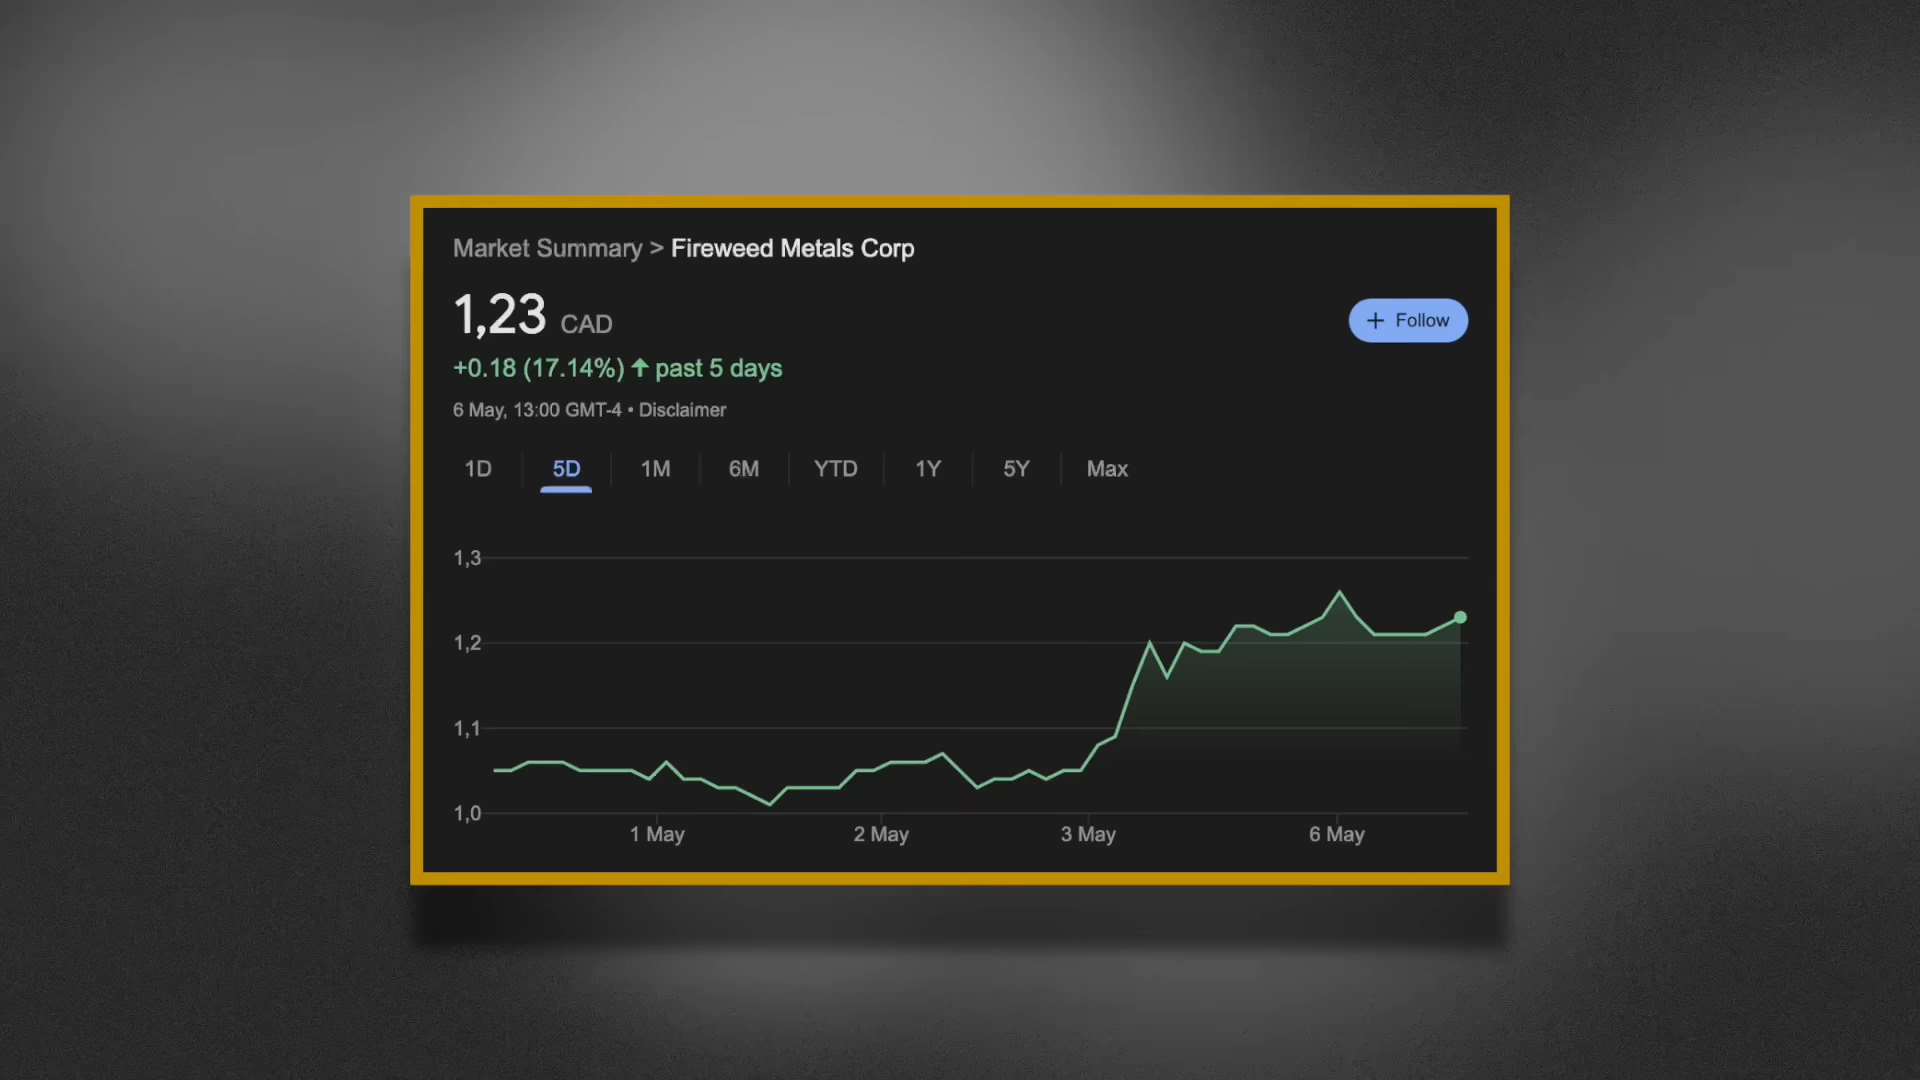 Market Summary > Fireweed Metals Corp
1,23 CAD
+ Follow
+0.18 (17.14%) ↑ past 5 days
6 May, 13:00 GMT-4 • Disclaimer
1D 5D 1M 6M YTD 1Y 5Y Max
1,3
1,2
1,1
1,0
1 May 2 May 3 May 6 May